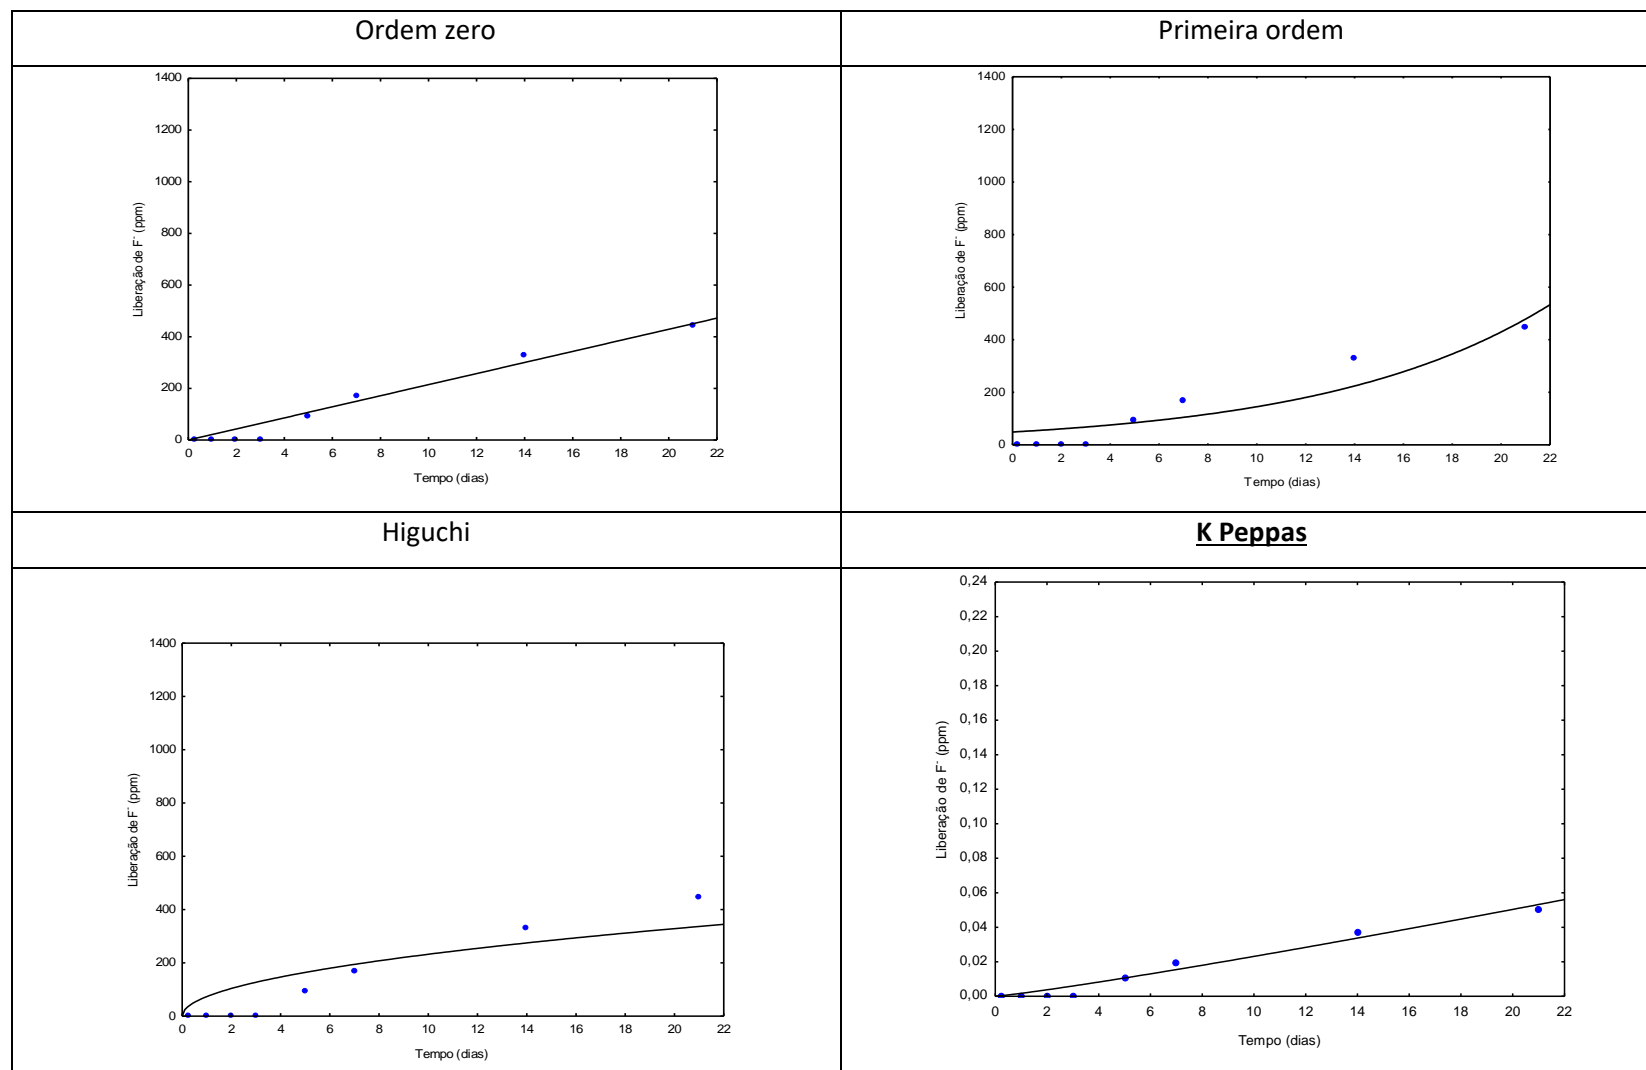 Ordem zero
Primeira ordem
1400
1200
1000
800
600
400
200
0
0 2 4 6 8 10 12 14 16 18 20 22
Liberação de F⁻ (ppm)
Tempo (dias)
1400
1200
1000
800
600
400
200
0
0 2 4 6 8 10 12 14 16 18 20 22
Liberação de F⁻ (ppm)
Tempo (dias)
Higuchi
K Peppas
1400
1200
1000
800
600
400
200
0
0 2 4 6 8 10 12 14 16 18 20 22
Liberação de F⁻ (ppm)
Tempo (dias)
0,24
0,22
0,20
0,18
0,16
0,14
0,12
0,10
0,08
0,06
0,04
0,02
0,00
0 2 4 6 8 10 12 14 16 18 20 22
Liberação de F⁻ (ppm)
Tempo (dias)